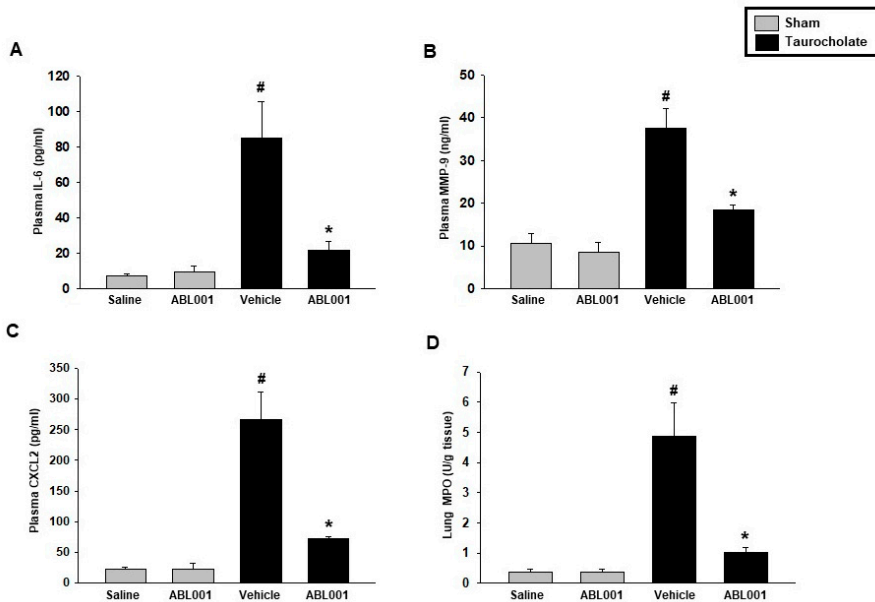 Sham
Taurocholate
A
Plasma IL-6 (pg/ml)
120
100
80
60
40
20
0
#
*
Saline ABL001 Vehicle ABL001
B
Plasma MMP-9 (ng/ml)
50
40
30
20
10
0
#
*
Saline ABL001 Vehicle ABL001
C
Plasma CXCL2 (pg/ml)
350
300
250
200
150
100
50
0
#
*
Saline ABL001 Vehicle ABL001
D
Lung MPO (U/g tissue)
7
6
5
4
3
2
1
0
#
*
Saline ABL001 Vehicle ABL001